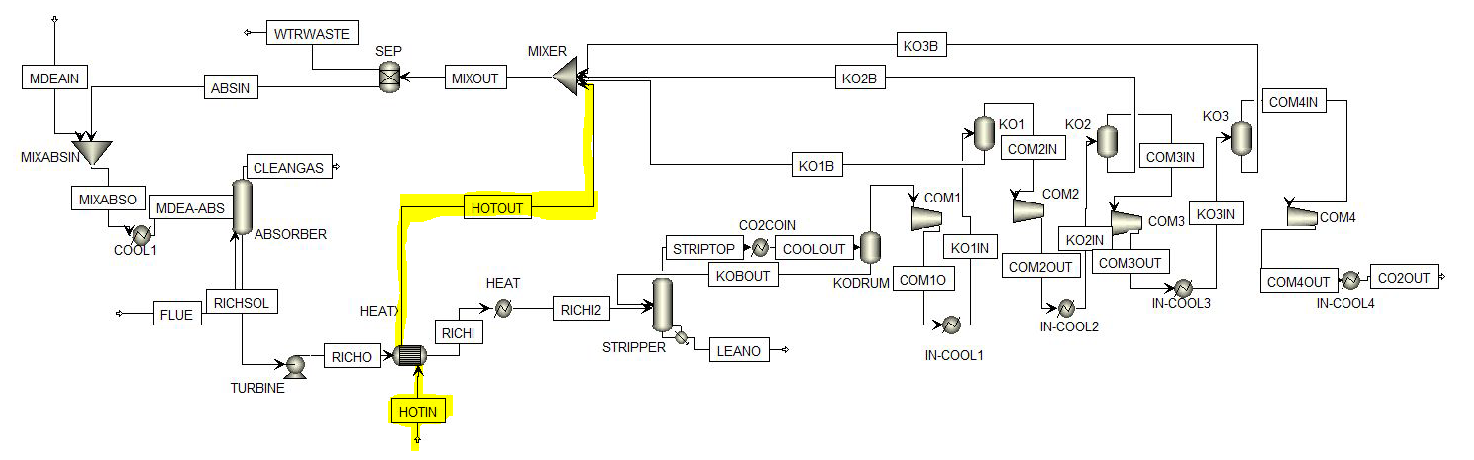 WTRWASTE
KO3B
MIXER
SEP
MDEAIN
MIXOUT
KO2B
ABSIN
COM4IN
KO3
KO1
KO2
COM2IN
MIXABSIN
COM3IN
CLEANGAS
KO1B
MIXABSO
MDEA-ABS
HOTOUT
COM1
COM2
KO3IN
COM3
COM4
ABSORBER
CO2COIN
KO2IN
COOL1
STRIPTOP
COOLOUT
KO1IN
COM2OUT
COM3OUT
KOBOUT
KODRUM
COM1O
COM4OUT
CO2OUT
HEAT
RICHSOL
HEATX
RICHI2
IN-COOL3
IN-COOL4
FLUE
RICHI
IN-COOL2
STRIPPER
LEANO
IN-COOL1
RICHO
TURBINE
HOTIN